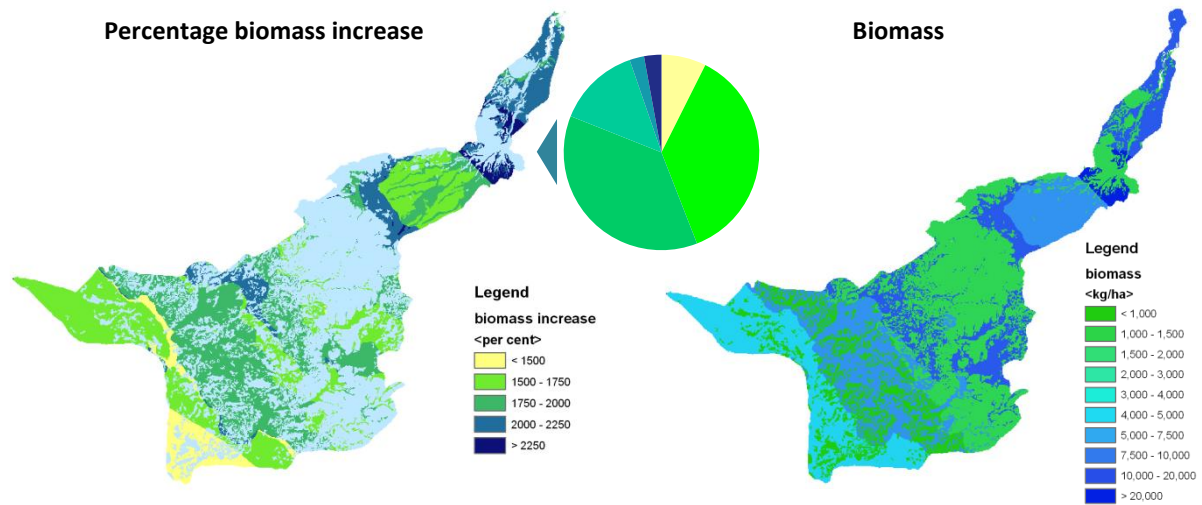 Percentage biomass increase
Biomass
Legend
biomass increase
<per cent>
< 1500
1500 - 1750
1750 - 2000
2000 - 2250
> 2250
Legend
biomass
<kg/ha>
< 1,000
1,000 - 1,500
1,500 - 2,000
2,000 - 3,000
3,000 - 4,000
4,000 - 5,000
5,000 - 7,500
7,500 - 10,000
10,000 - 20,000
> 20,000